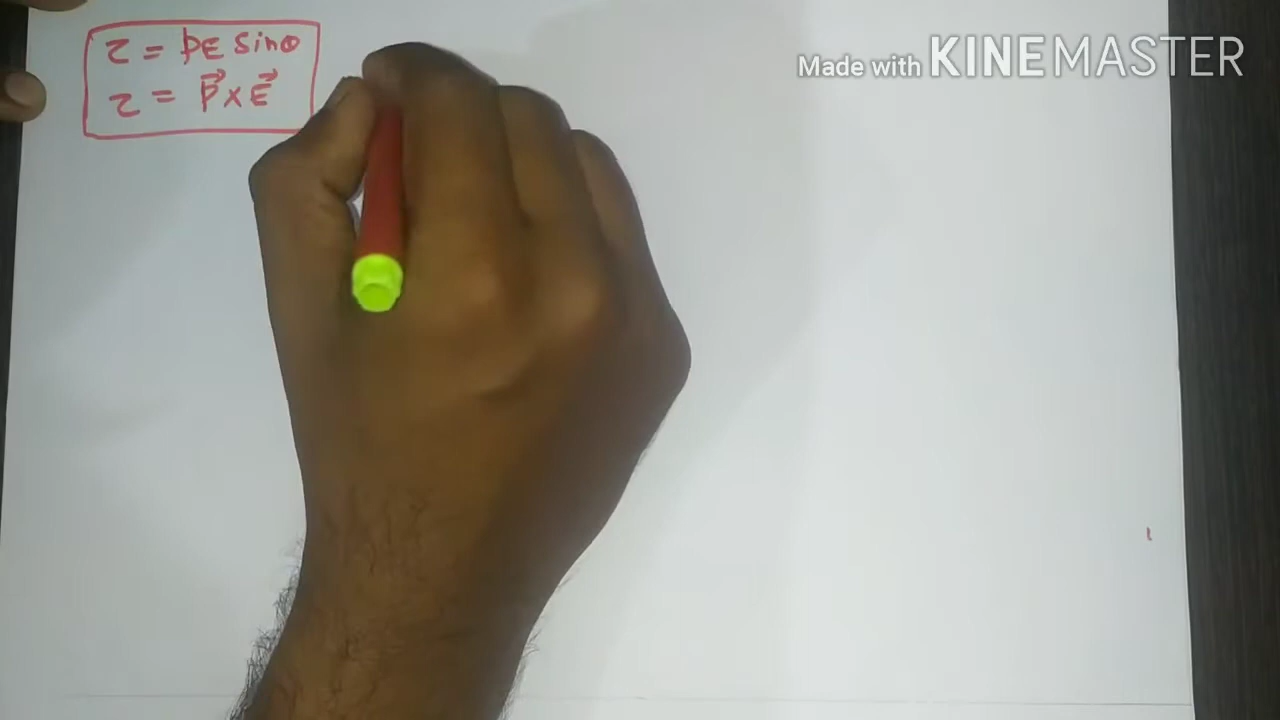 τ = PE sinθ
τ = P⃗ × E⃗
Made with KINEMASTER